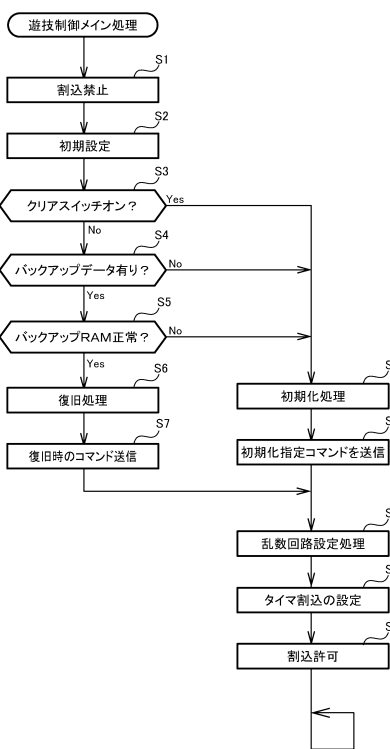 遊技制御メイン処理
S1
割込禁止
S2
初期設定
S3
クリアスイッチオン？
Yes
No
S4
バックアップデータ有り？
No
Yes
S5
バックアップRAM正常？
No
Yes
S6
復旧処理
S7
復旧時のコマンド送信
S
初期化処理
S
初期化指定コマンドを送信
S
乱数回路設定処理
S
タイマ割込の設定
S
割込許可